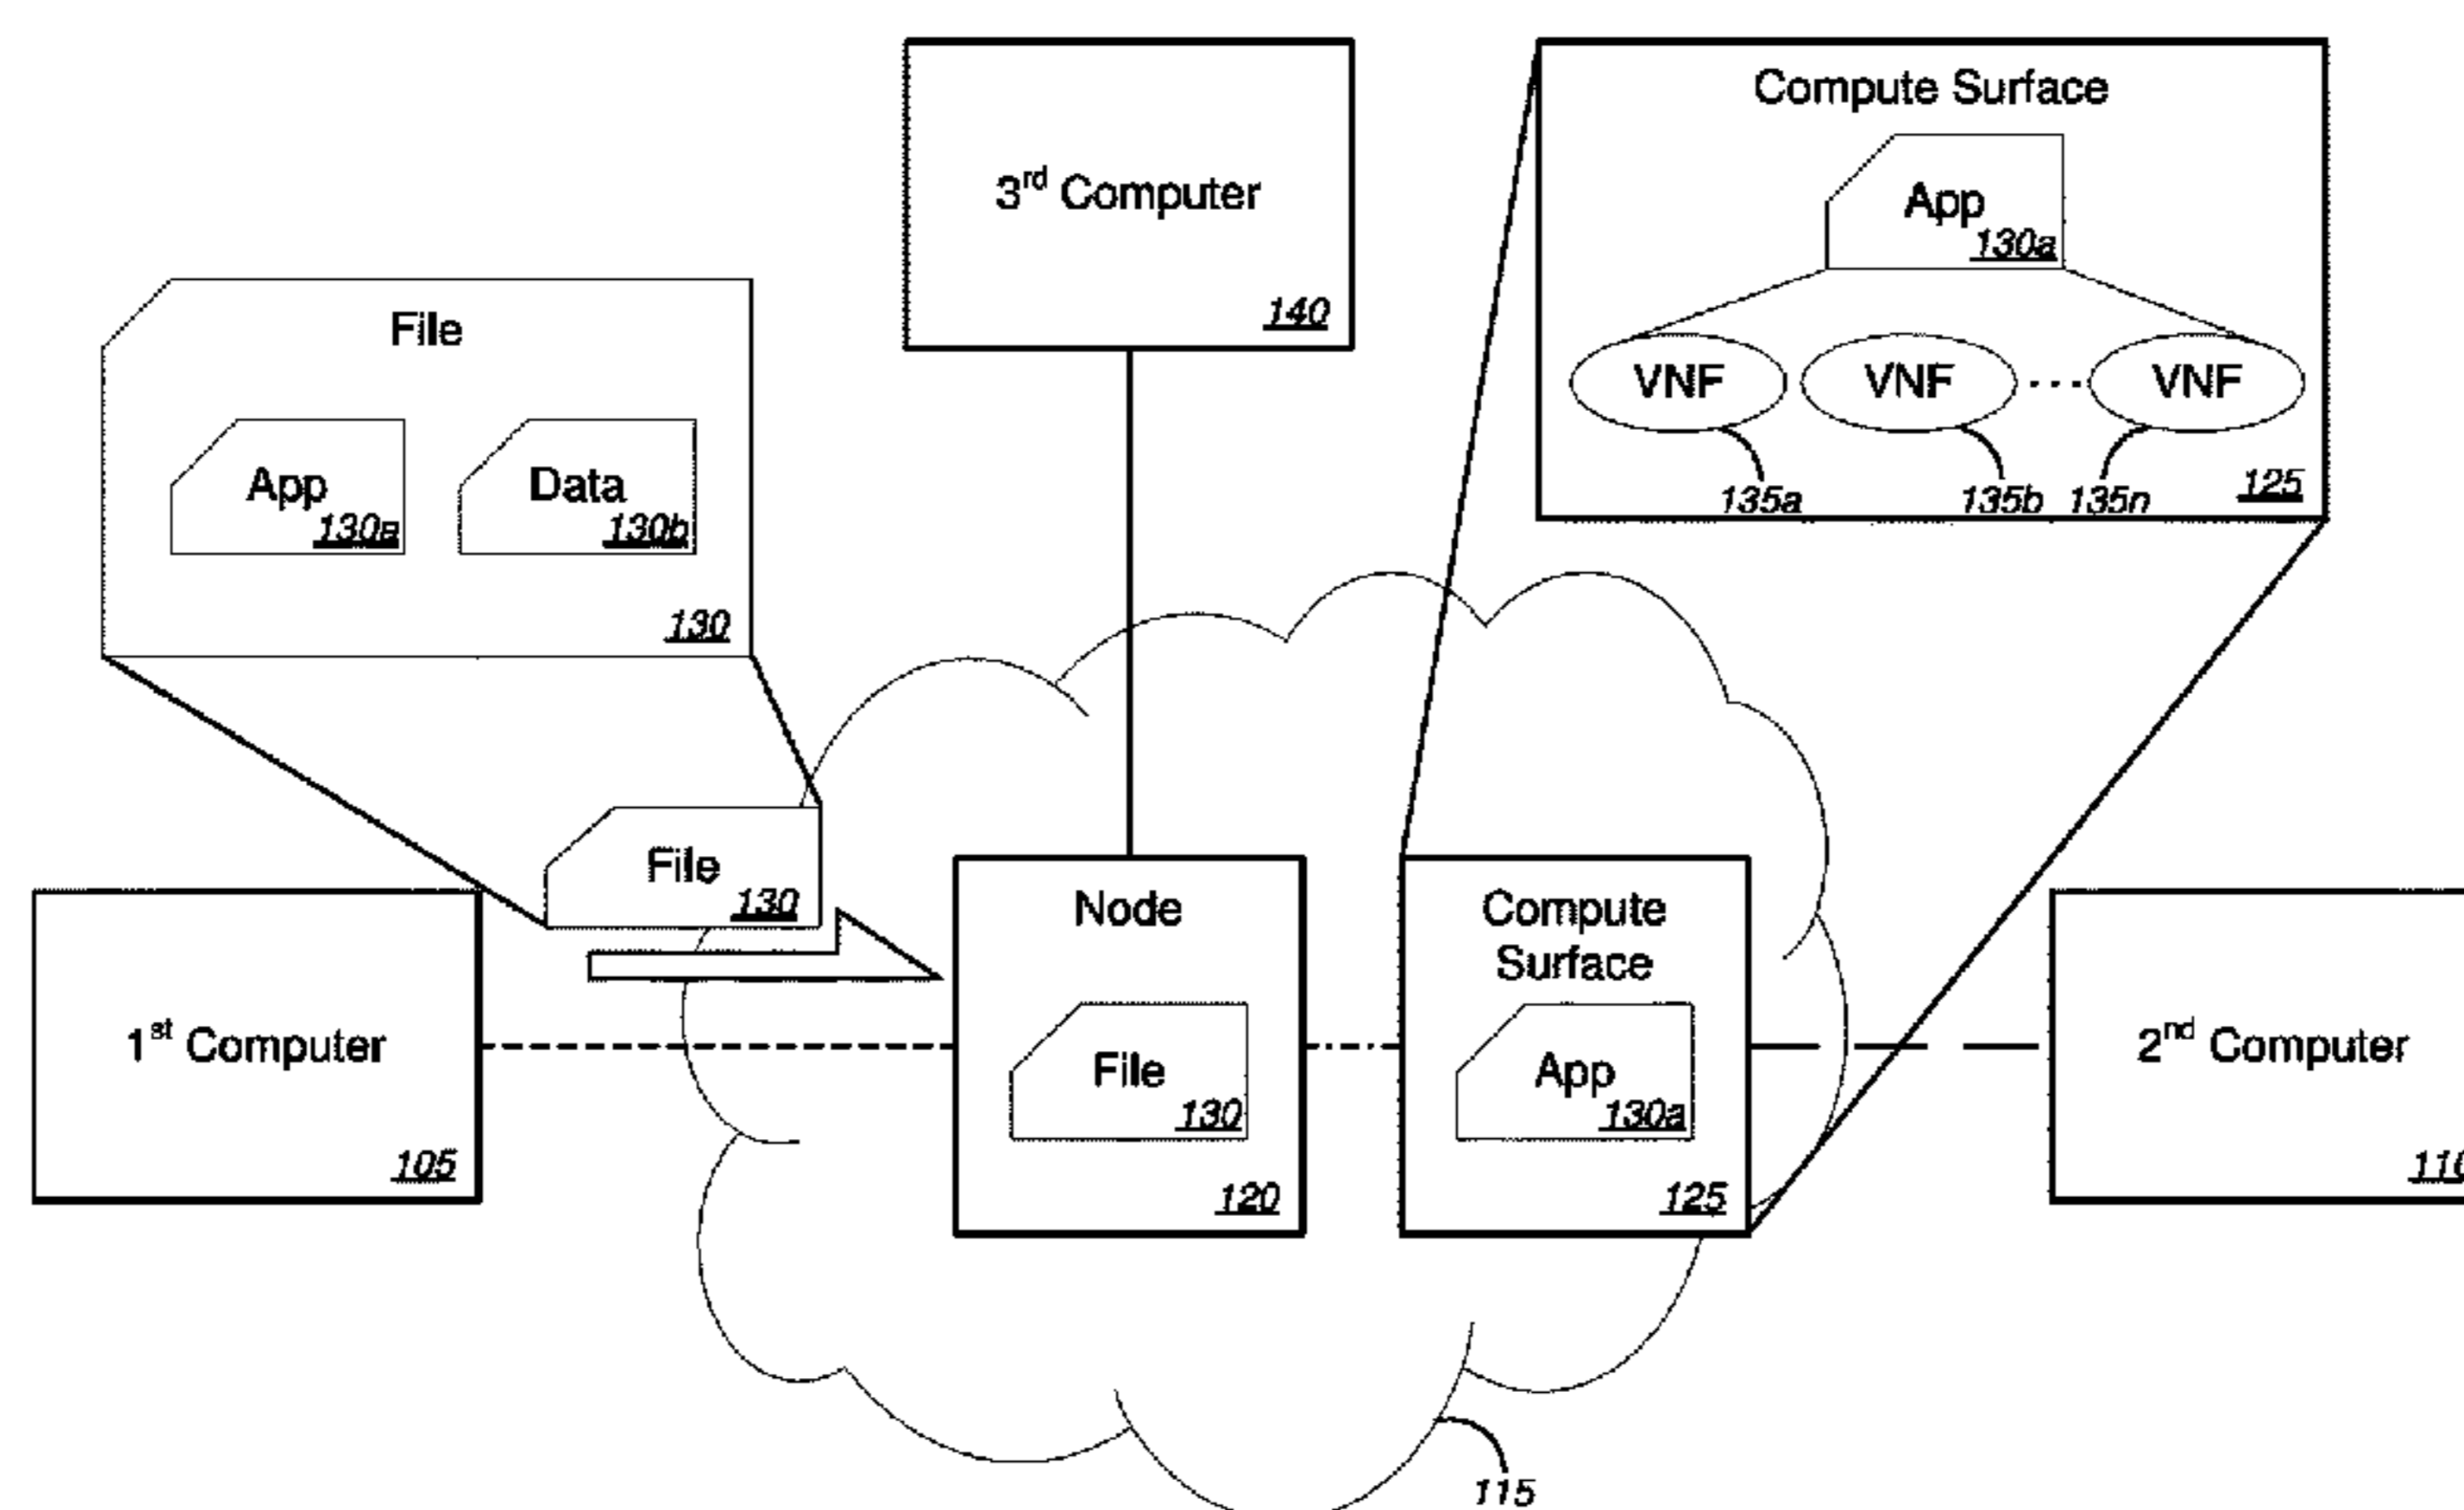 3rd Computer
140
Compute Surface
App
130a
VNF
VNF
...
VNF
135a
135b
135n
125
File
App
130a
Data
130b
130
File
130
1st Computer
105
Node
File
130
120
Compute
Surface
App
130a
125
2nd Computer
110
115